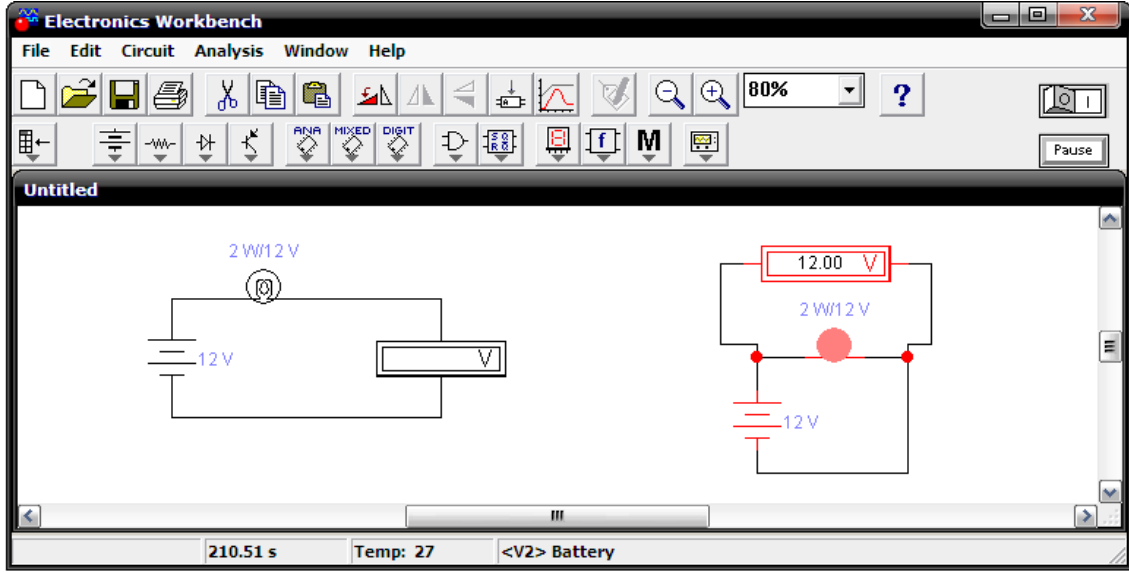 Electronics Workbench
File Edit Circuit Analysis Window Help
80%
?
ANA MIXED DIGIT
f M
Pause
Untitled
2 W/12 V
12 V
V
12.00 V
2 W/12 V
12 V
210.51 s Temp: 27 <V2> Battery